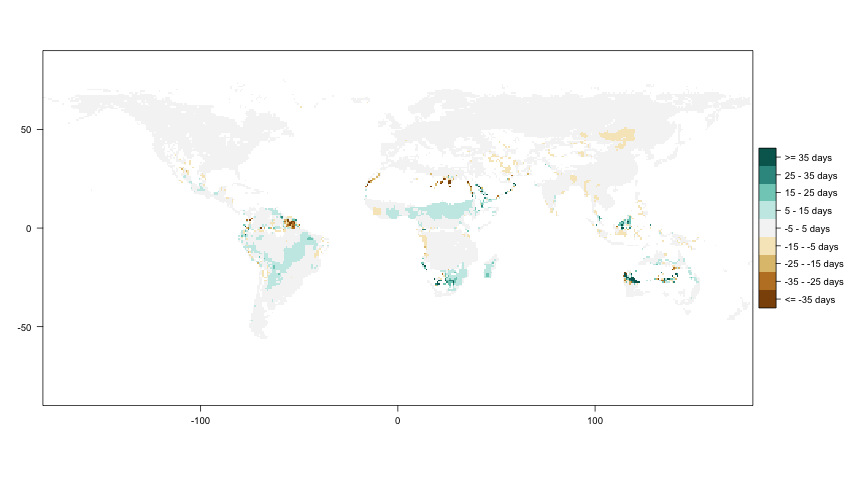 50
0
-50
-100
0
100
>= 35 days
25 - 35 days
15 - 25 days
5 - 15 days
-5 - 5 days
-15 - -5 days
-25 - -15 days
-35 - -25 days
<= -35 days